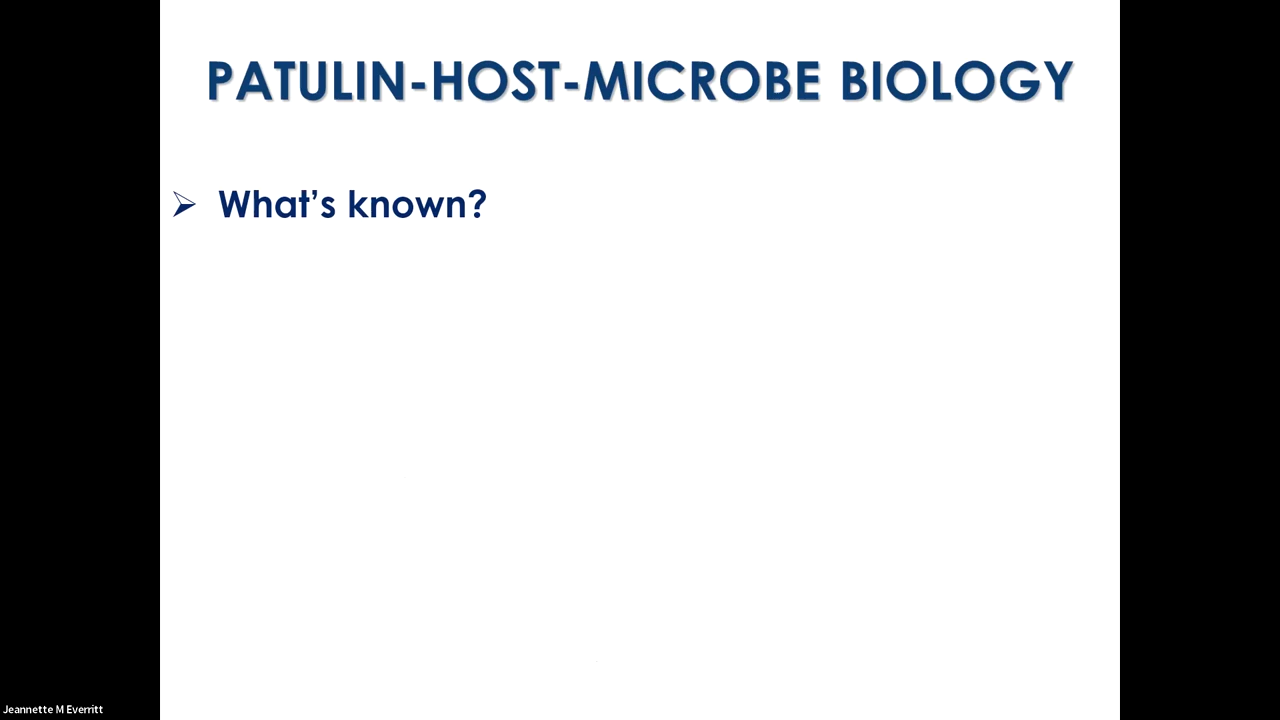 PATULIN-HOST-MICROBE BIOLOGY
➢ What’s known?
Jeannette M Everritt